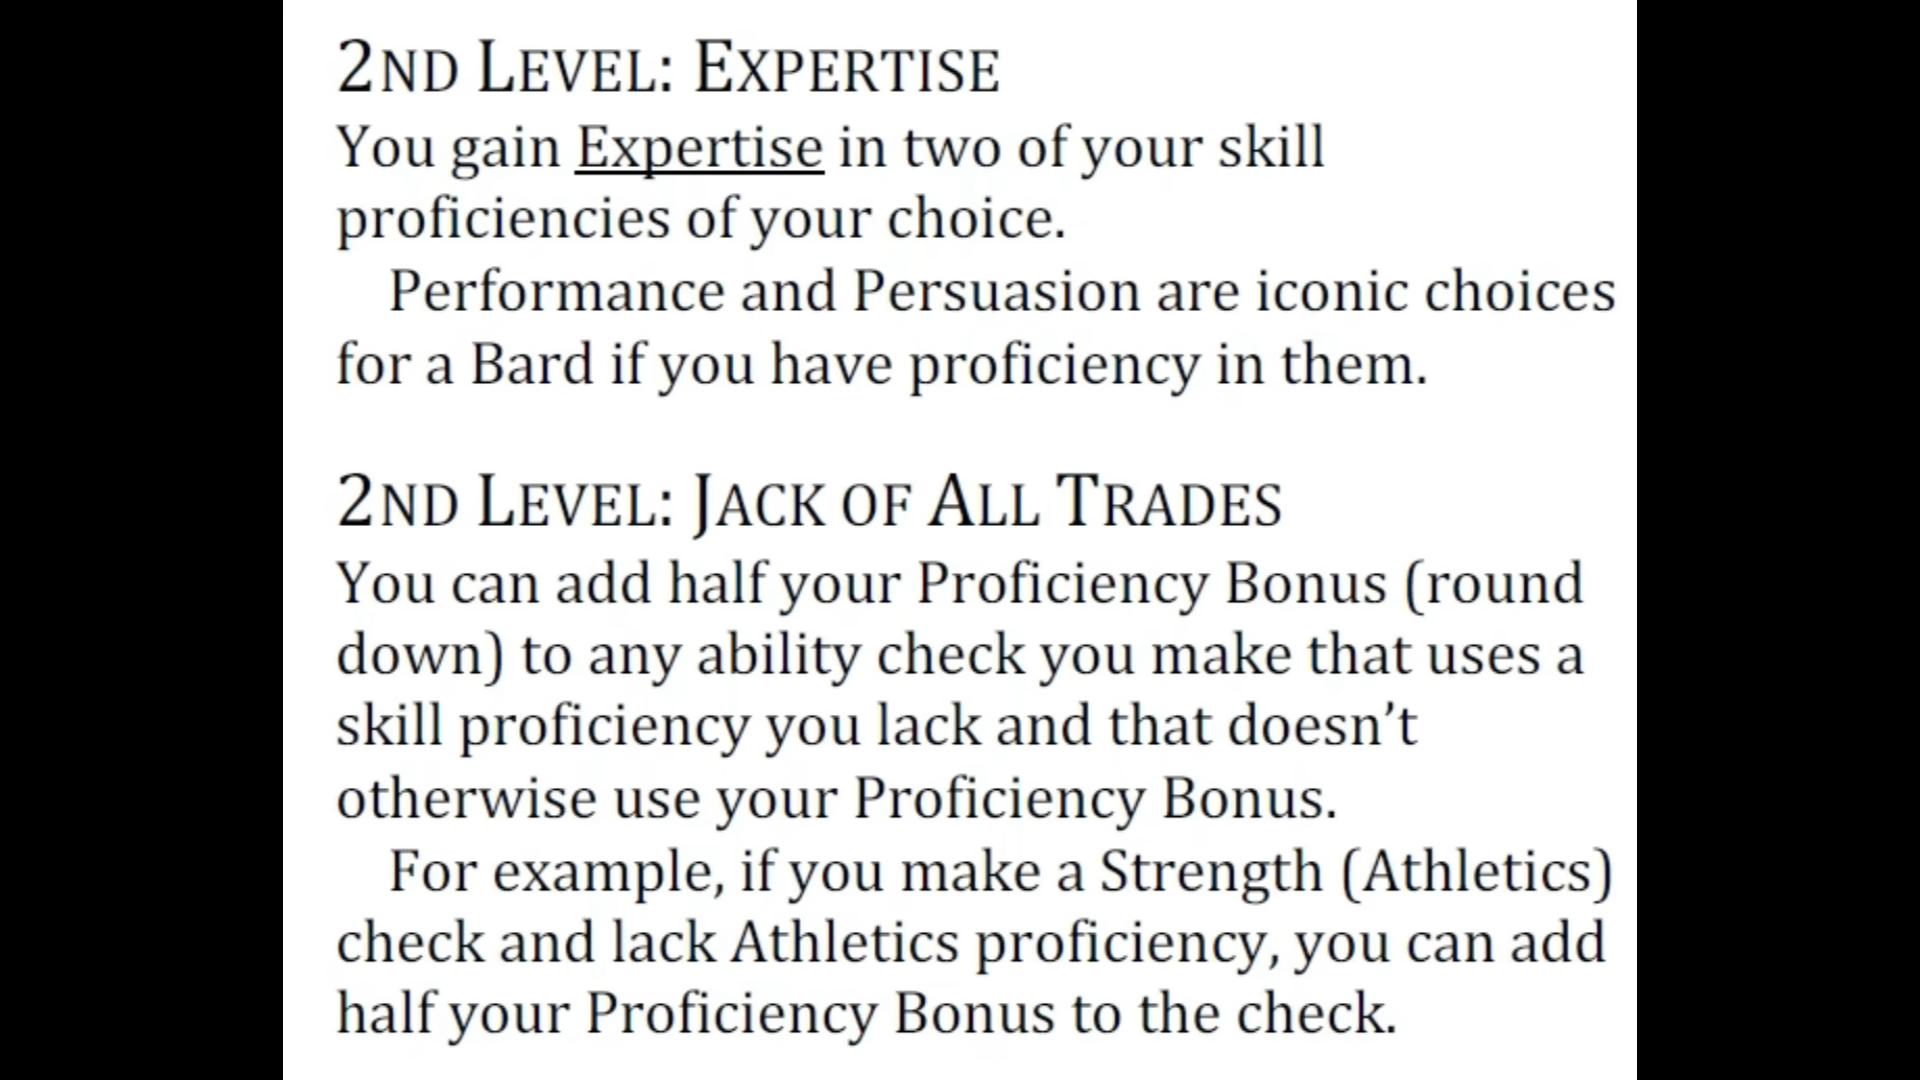 2ND LEVEL: EXPERTISE
You gain Expertise in two of your skill
proficiencies of your choice.
Performance and Persuasion are iconic choices
for a Bard if you have proficiency in them.
2ND LEVEL: JACK OF ALL TRADES
You can add half your Proficiency Bonus (round
down) to any ability check you make that uses a
skill proficiency you lack and that doesn’t
otherwise use your Proficiency Bonus.
For example, if you make a Strength (Athletics)
check and lack Athletics proficiency, you can add
half your Proficiency Bonus to the check.